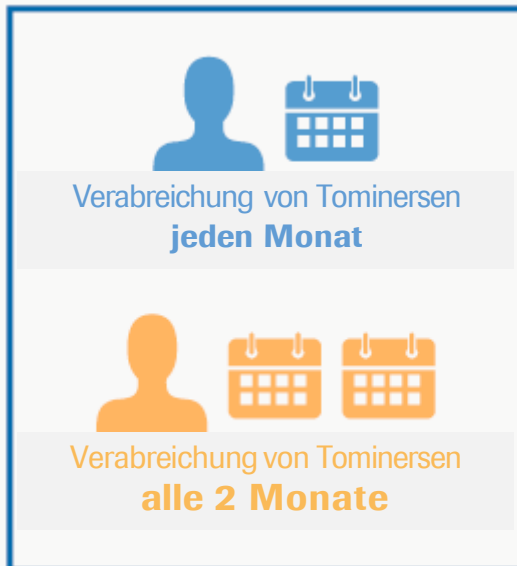 Verabreichung von Tominersen
jeden Monat
Verabreichung von Tominersen
alle 2 Monate